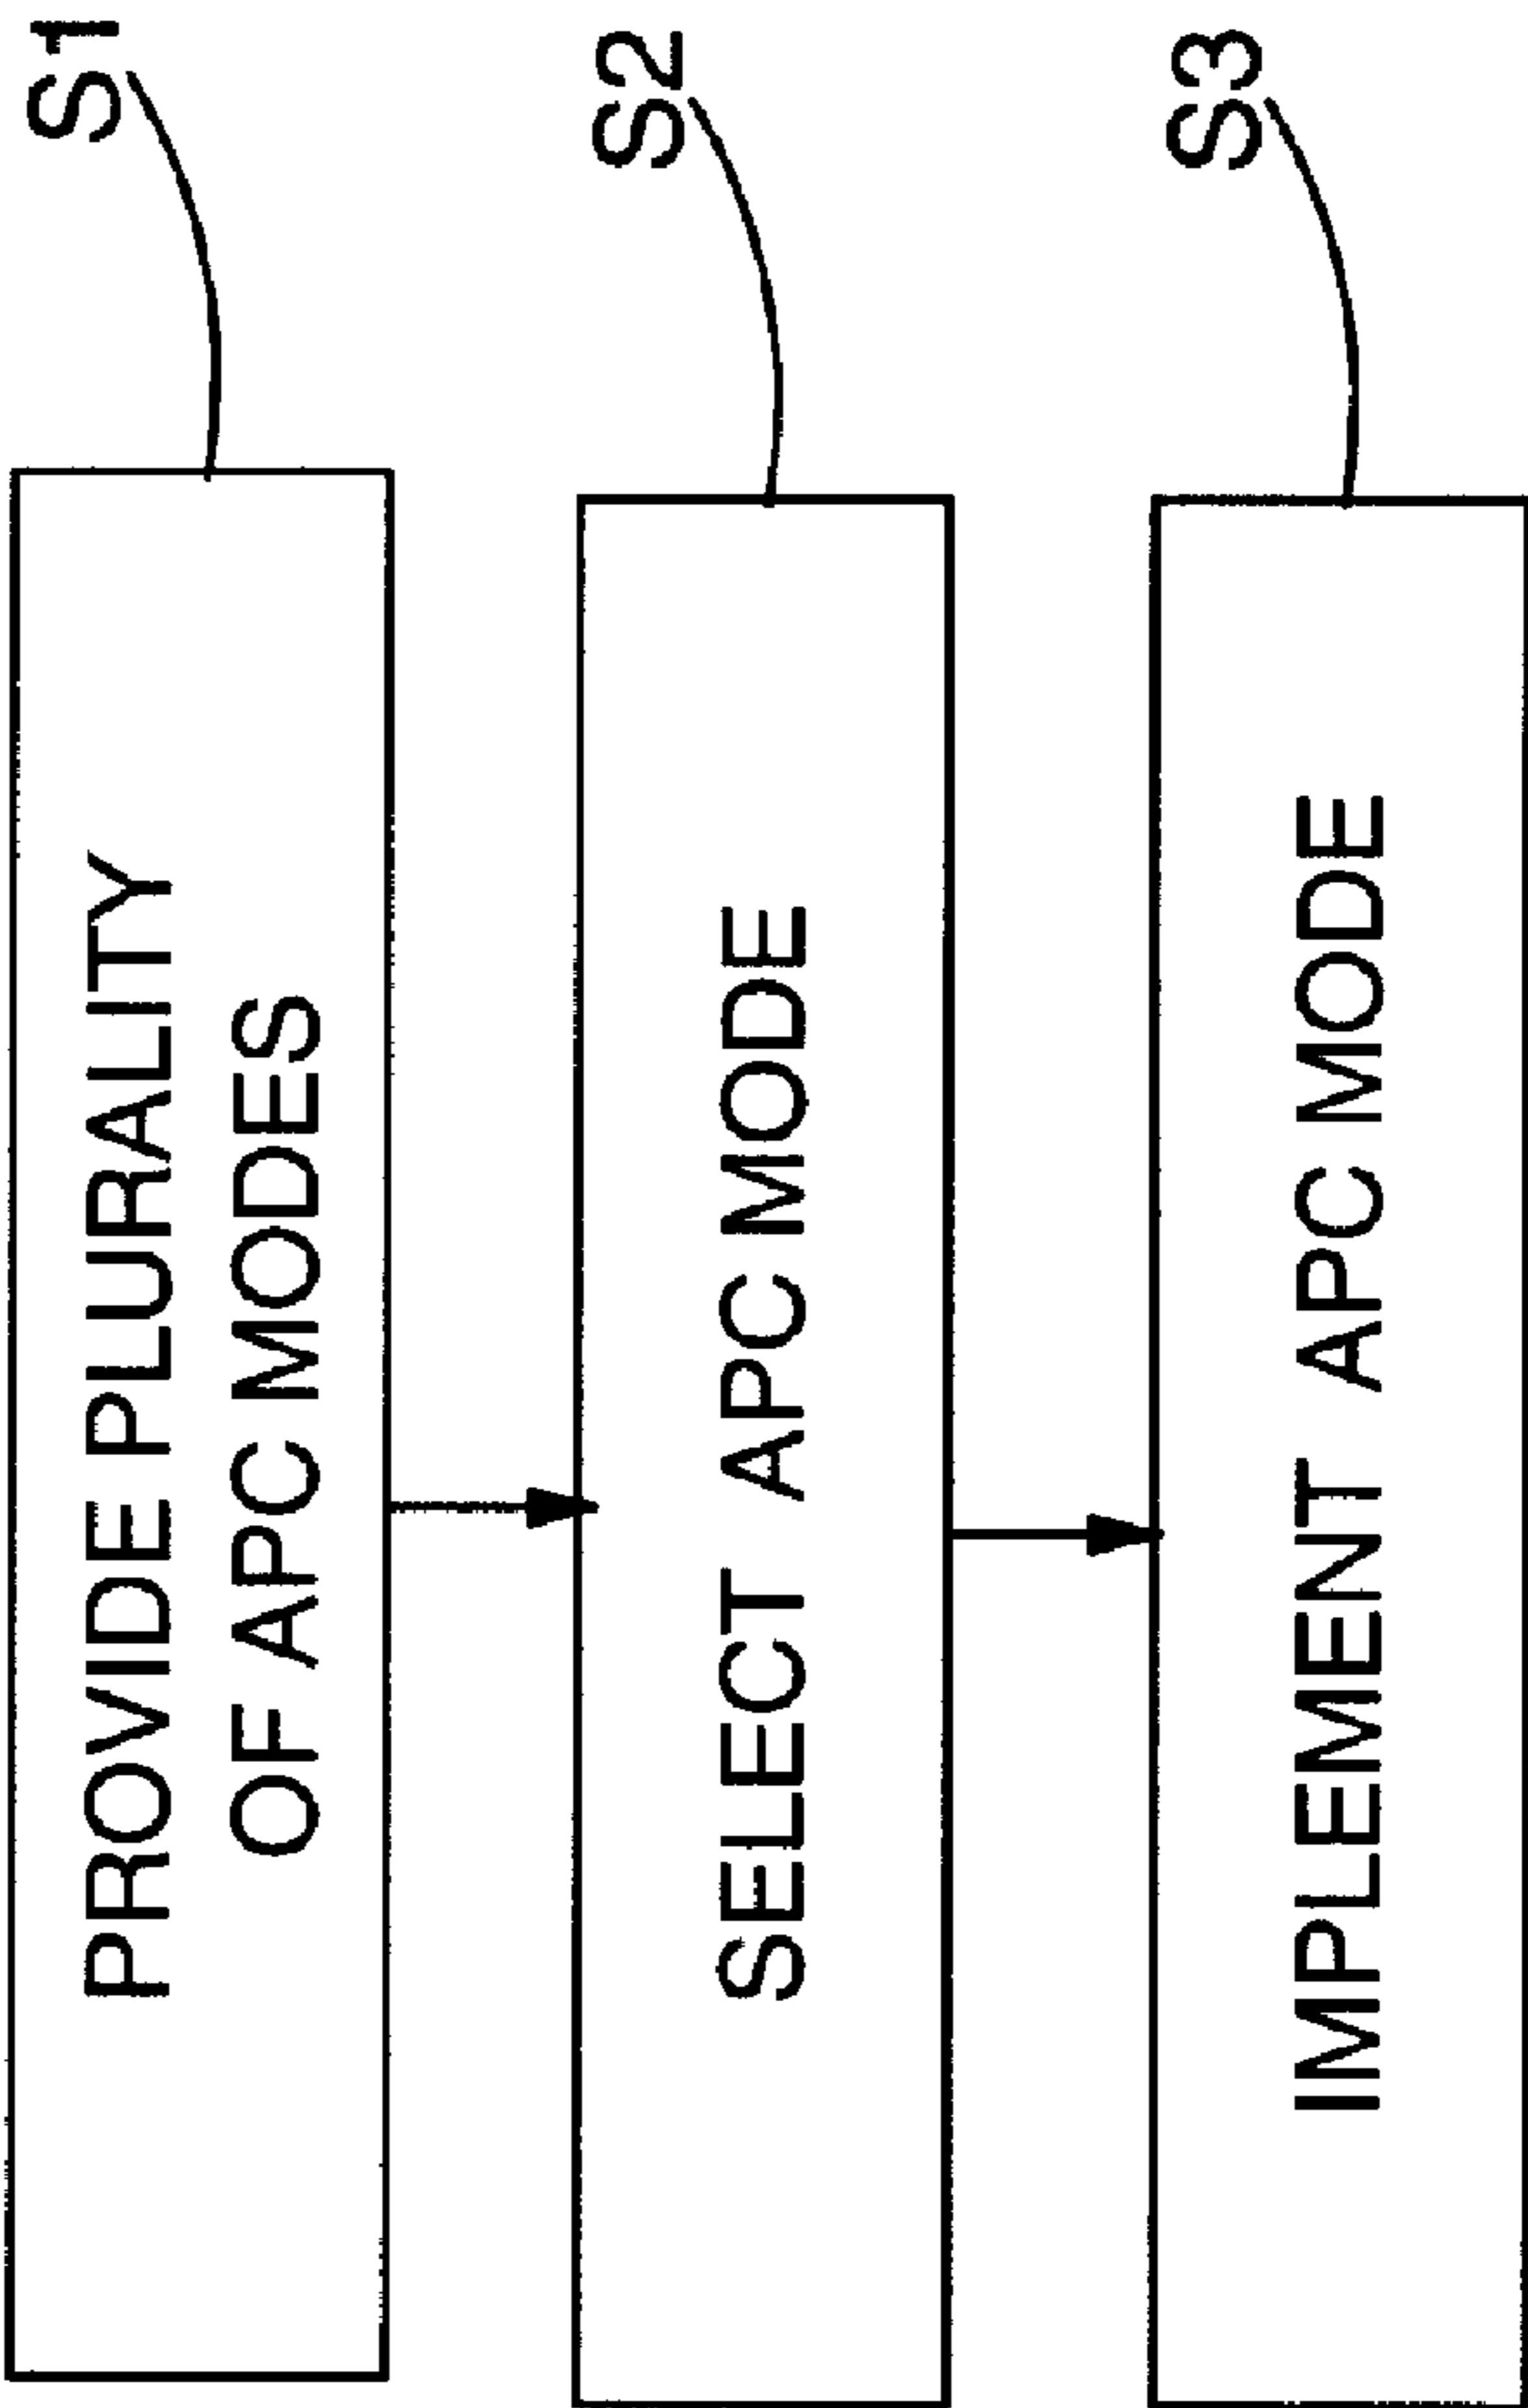 S1
PROVIDE PLURALITY
OF APC MODES
S2
SELECT APC MODE
S3
IMPLEMENT APC MODE